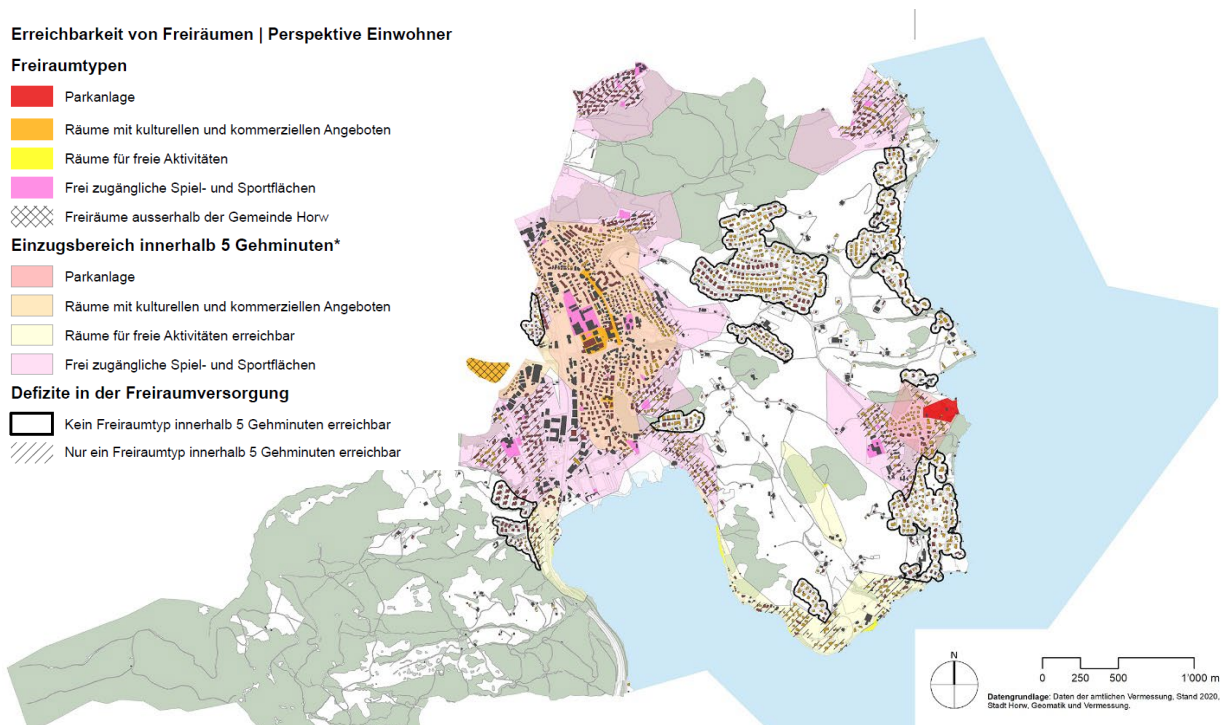 Erreichbarkeit von Freiräumen | Perspektive Einwohner
Freiraumtypen
Parkanlage
Räume mit kulturellen und kommerziellen Angeboten
Räume für freie Aktivitäten
Frei zugängliche Spiel- und Sportflächen
Freiräume ausserhalb der Gemeinde Horw
Einzugsbereich innerhalb 5 Gehminuten*
Parkanlage
Räume mit kulturellen und kommerziellen Angeboten
Räume für freie Aktivitäten erreichbar
Frei zugängliche Spiel- und Sportflächen
Defizite in der Freiraumversorgung
Kein Freiraumtyp innerhalb 5 Gehminuten erreichbar
Nur ein Freiraumtyp innerhalb 5 Gehminuten erreichbar
N
0 250 500 1'000 m
Datengrundlage: Daten der amtlichen Vermessung, Stand 2020,
Stadt Horw, Geomatik und Vermessung.